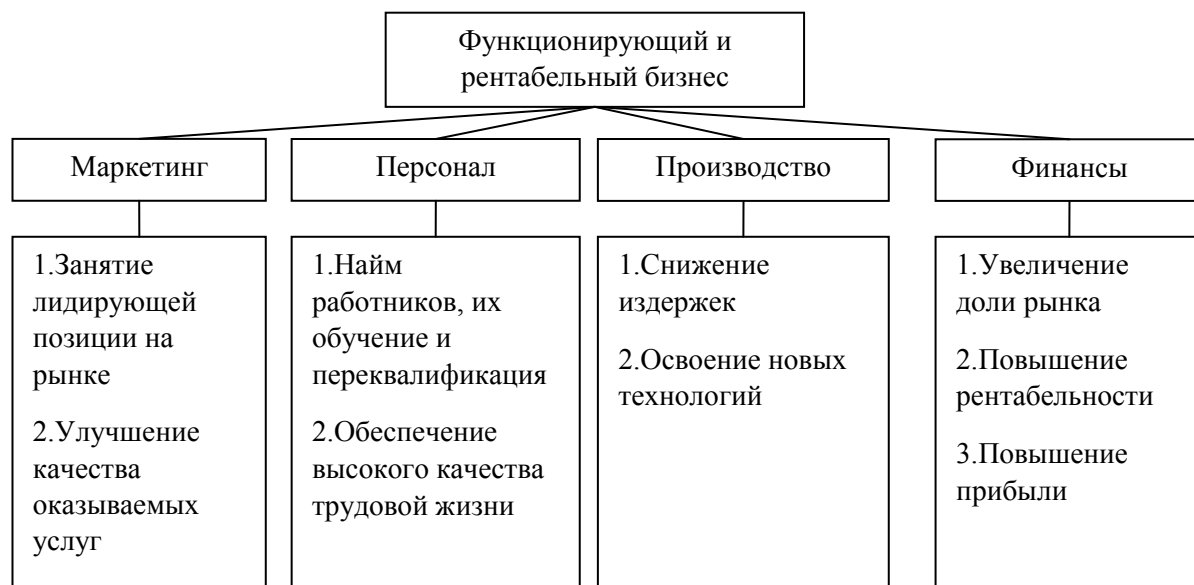 Функционирующий и
рентабельный бизнес
Маркетинг
Персонал
Производство
Финансы
1.Занятие
лидирующей
позиции на
рынке
2.Улучшение
качества
оказываемых
услуг
1.Найм
работников, их
обучение и
переквалификация
2.Обеспечение
высокого качества
трудовой жизни
1.Снижение
издержек
2.Освоение новых
технологий
1.Увеличение
доли рынка
2.Повышение
рентабельности
3.Повышение
прибыли